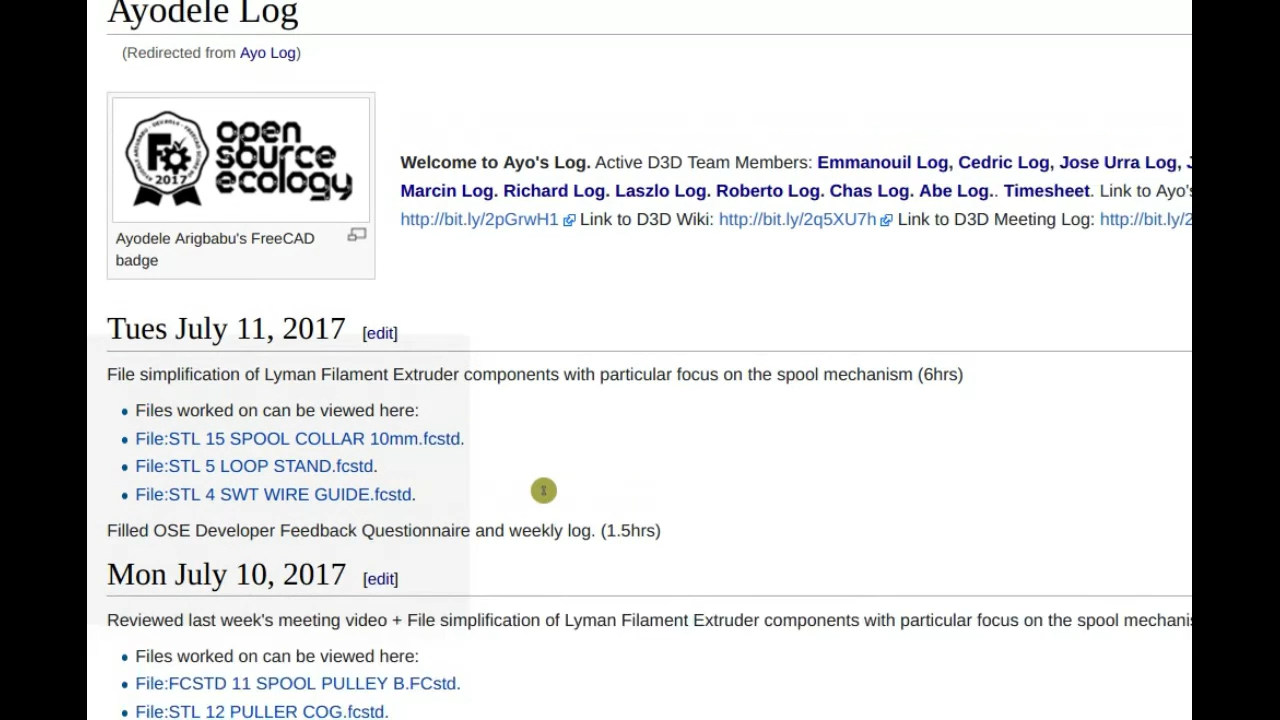 Ayodele Log
(Redirected from Ayo Log)
open
source
ecology
2017
Ayodele Arigbabu's FreeCAD
badge
Welcome to Ayo's Log. Active D3D Team Members: Emmanouil Log, Cedric Log, Jose Urra Log,
Marcin Log. Richard Log. Laszlo Log. Roberto Log. Chas Log. Abe Log.. Timesheet. Link to Ayo's
http://bit.ly/2pGrwH1 Link to D3D Wiki: http://bit.ly/2q5XU7h Link to D3D Meeting Log: http://bit.ly/2
Tues July 11, 2017 [edit]
File simplification of Lyman Filament Extruder components with particular focus on the spool mechanism (6hrs)
Files worked on can be viewed here:
File:STL 15 SPOOL COLLAR 10mm.fcstd.
File:STL 5 LOOP STAND.fcstd.
File:STL 4 SWT WIRE GUIDE.fcstd.
Filled OSE Developer Feedback Questionnaire and weekly log. (1.5hrs)
Mon July 10, 2017 [edit]
Reviewed last week's meeting video + File simplification of Lyman Filament Extruder components with particular focus on the spool mechanis
Files worked on can be viewed here:
File:FCSTD 11 SPOOL PULLEY B.FCstd.
File:STL 12 PULLER COG.fcstd.